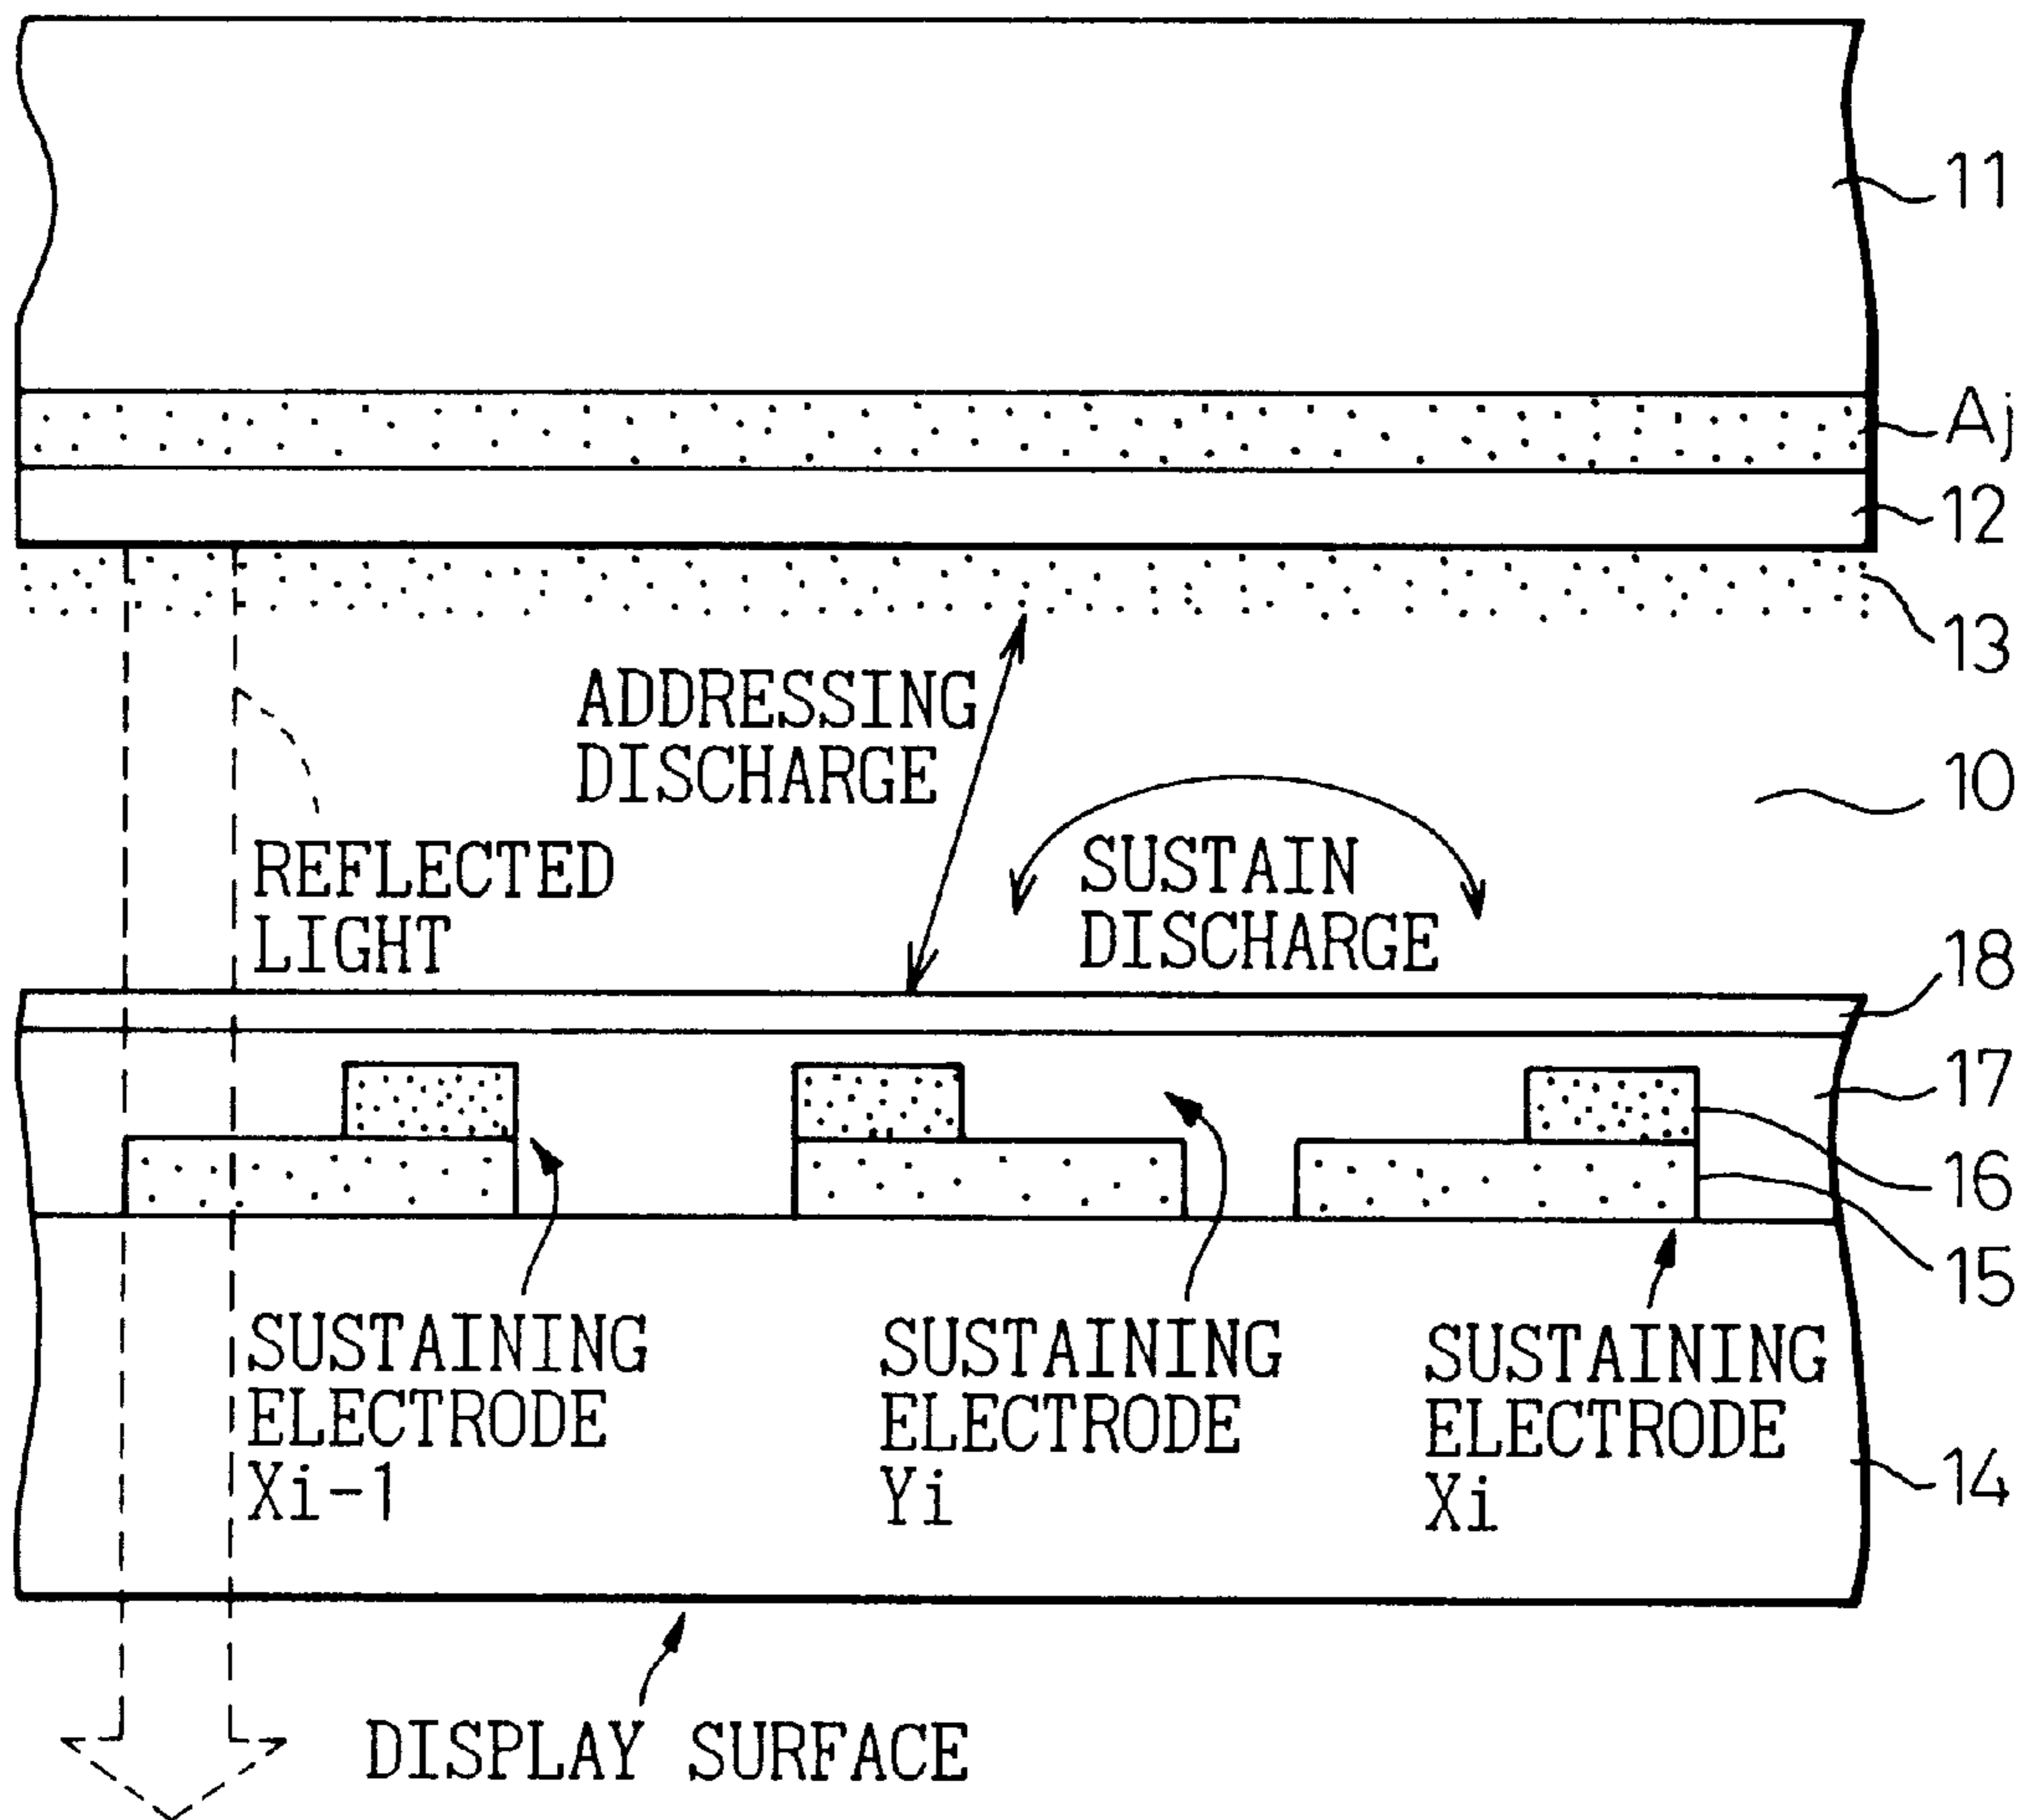 11
Aj
12
13
ADDRESSING
DISCHARGE
10
SUSTAIN
DISCHARGE
REFLECTED
LIGHT
18
17
16
15
SUSTAINING
ELECTRODE
Xi-1
SUSTAINING
ELECTRODE
Yi
SUSTAINING
ELECTRODE
Xi
14
DISPLAY SURFACE